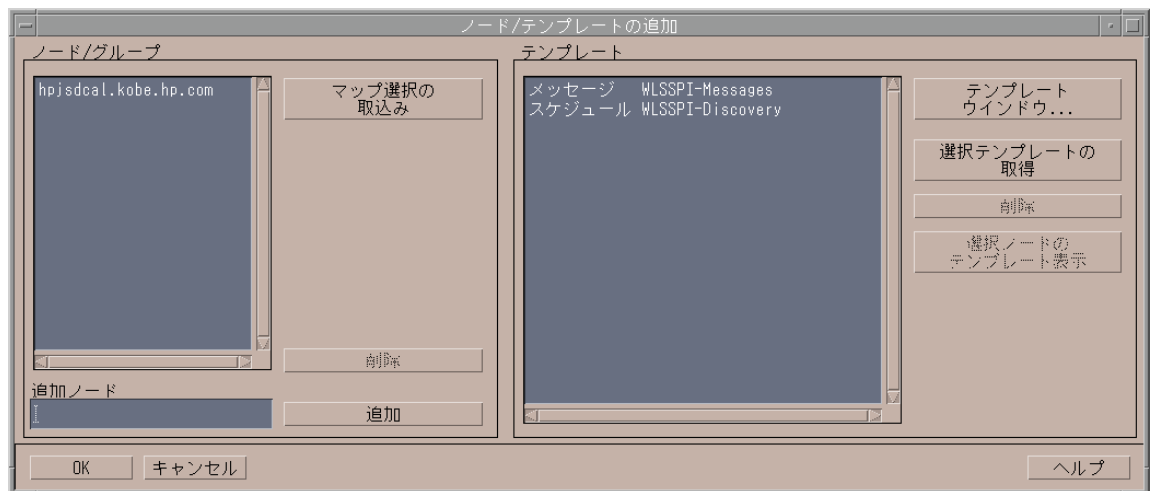 ノード/テンプレートの追加
ノード/グループ
hpjsdcal.kobe.hp.com
マップ選択の
取込み
削除
追加ノード
追加
テンプレート
メッセージ WLSSPI-Messages
スケジュール WLSSPI-Discovery
テンプレート
ウインドウ...
選択テンプレートの
取得
削除
選択ノードの
テンプレート表示
OK
キャンセル
ヘルプ